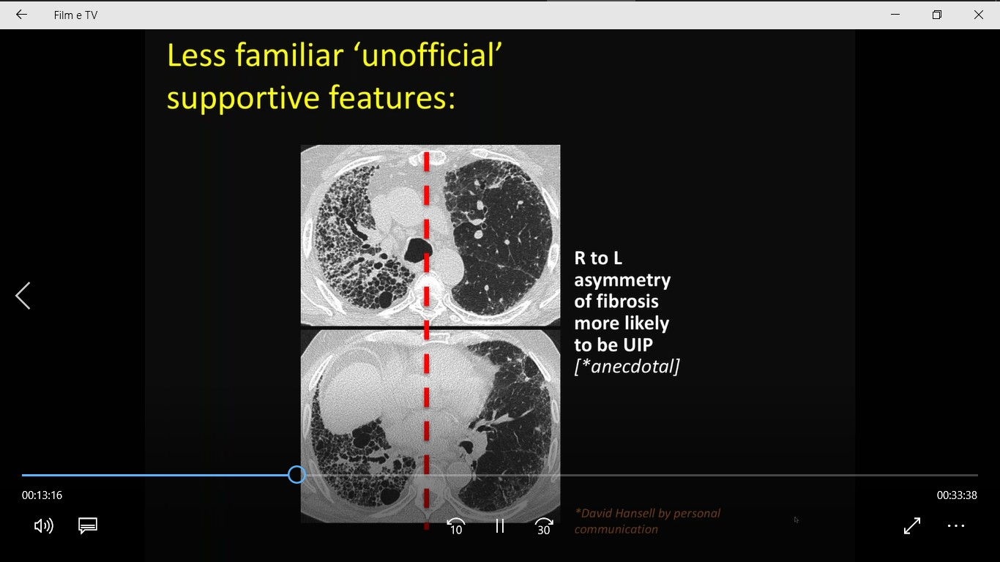 Film e TV
Less familiar ‘unofficial’
supportive features:
R to L
asymmetry
of fibrosis
more likely
to be UIP
[*anecdotal]
*David Hansell by personal
communication
00:13:16
00:33:38
10
30